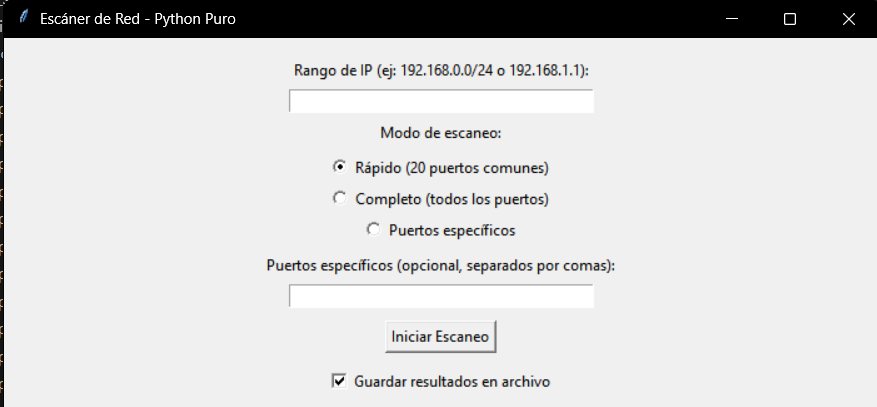 Escáner de Red - Python Puro
Rango de IP (ej: 192.168.0.0/24 o 192.168.1.1):
Modo de escaneo:
Rápido (20 puertos comunes)
Completo (todos los puertos)
Puertos específicos
Puertos específicos (opcional, separados por comas):
Iniciar Escaneo
Guardar resultados en archivo